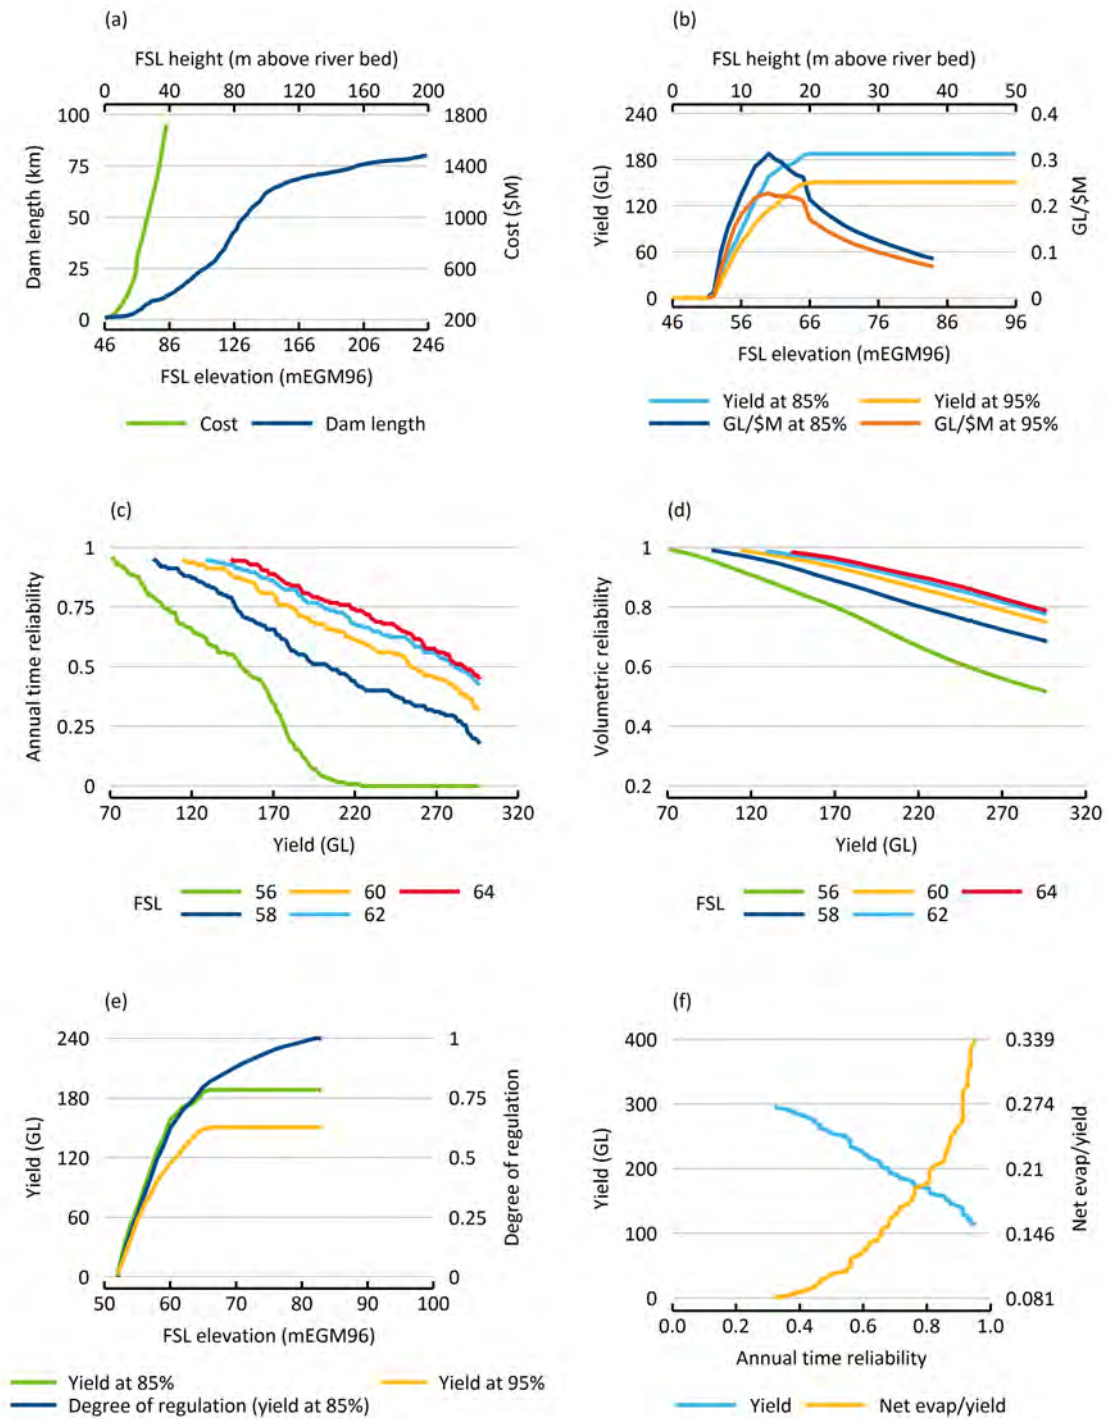 (a)
FSL height (m above river bed)
0 40 80 120 160 200
100 1800
75 1400
50 1000
25 600
0 200
Dam length (km)
Cost ($M)
46 86 126 166 206 246
FSL elevation (mEGM96)
Cost Dam length
(b)
FSL height (m above river bed)
0 10 20 30 40 50
240 0.4
180 0.3
120 0.2
60 0.1
0 0
Yield (GL)
GL/$M
46 56 66 76 86 96
FSL elevation (mEGM96)
Yield at 85% Yield at 95%
GL/$M at 85% GL/$M at 95%
(c)
1
0.75
0.5
0.25
0
Annual time reliability
70 120 170 220 270 320
Yield (GL)
FSL
56 60 64
58 62
(d)
1
0.8
0.6
0.4
0.2
Volumetric reliability
70 120 170 220 270 320
Yield (GL)
FSL
56 60 64
58 62
(e)
240 1
180 0.75
120 0.5
60 0.25
0 0
Yield (GL)
Degree of regulation
50 60 70 80 90 100
FSL elevation (mEGM96)
Yield at 85% Yield at 95%
Degree of regulation (yield at 85%)
(f)
400 0.339
300 0.274
200 0.21
100 0.146
0 0.081
Yield (GL)
Net evap/yield
0.0 0.2 0.4 0.6 0.8 1.0
Annual time reliability
Yield Net evap/yield